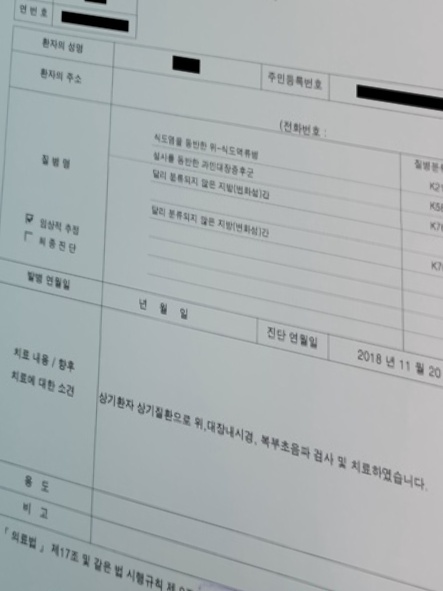 연 번 호
환자의 성명
주민등록번호
환자의 주소
(전화번호 :
질 병 명
질병분류
식도염을 동반한 위-식도역류병
K21
설사를 동반한 과민대장증후군
K58
달리 분류되지 않은 지방(변화성)간
K76
달리 분류되지 않은 지방(변화성)간
K76
임상적 추정
최 종 진 단
발병 연월일
년 월 일
진단 연월일
2018 년 11 월 20
치료 내용 / 향후
치료에 대한 소견
상기환자 상기질환으로 위,대장내시경, 복부초음파 검사 및 치료하였습니다.
용 도
비 고
「 의료법 」 제17조 및 같은 법 시행규칙 제